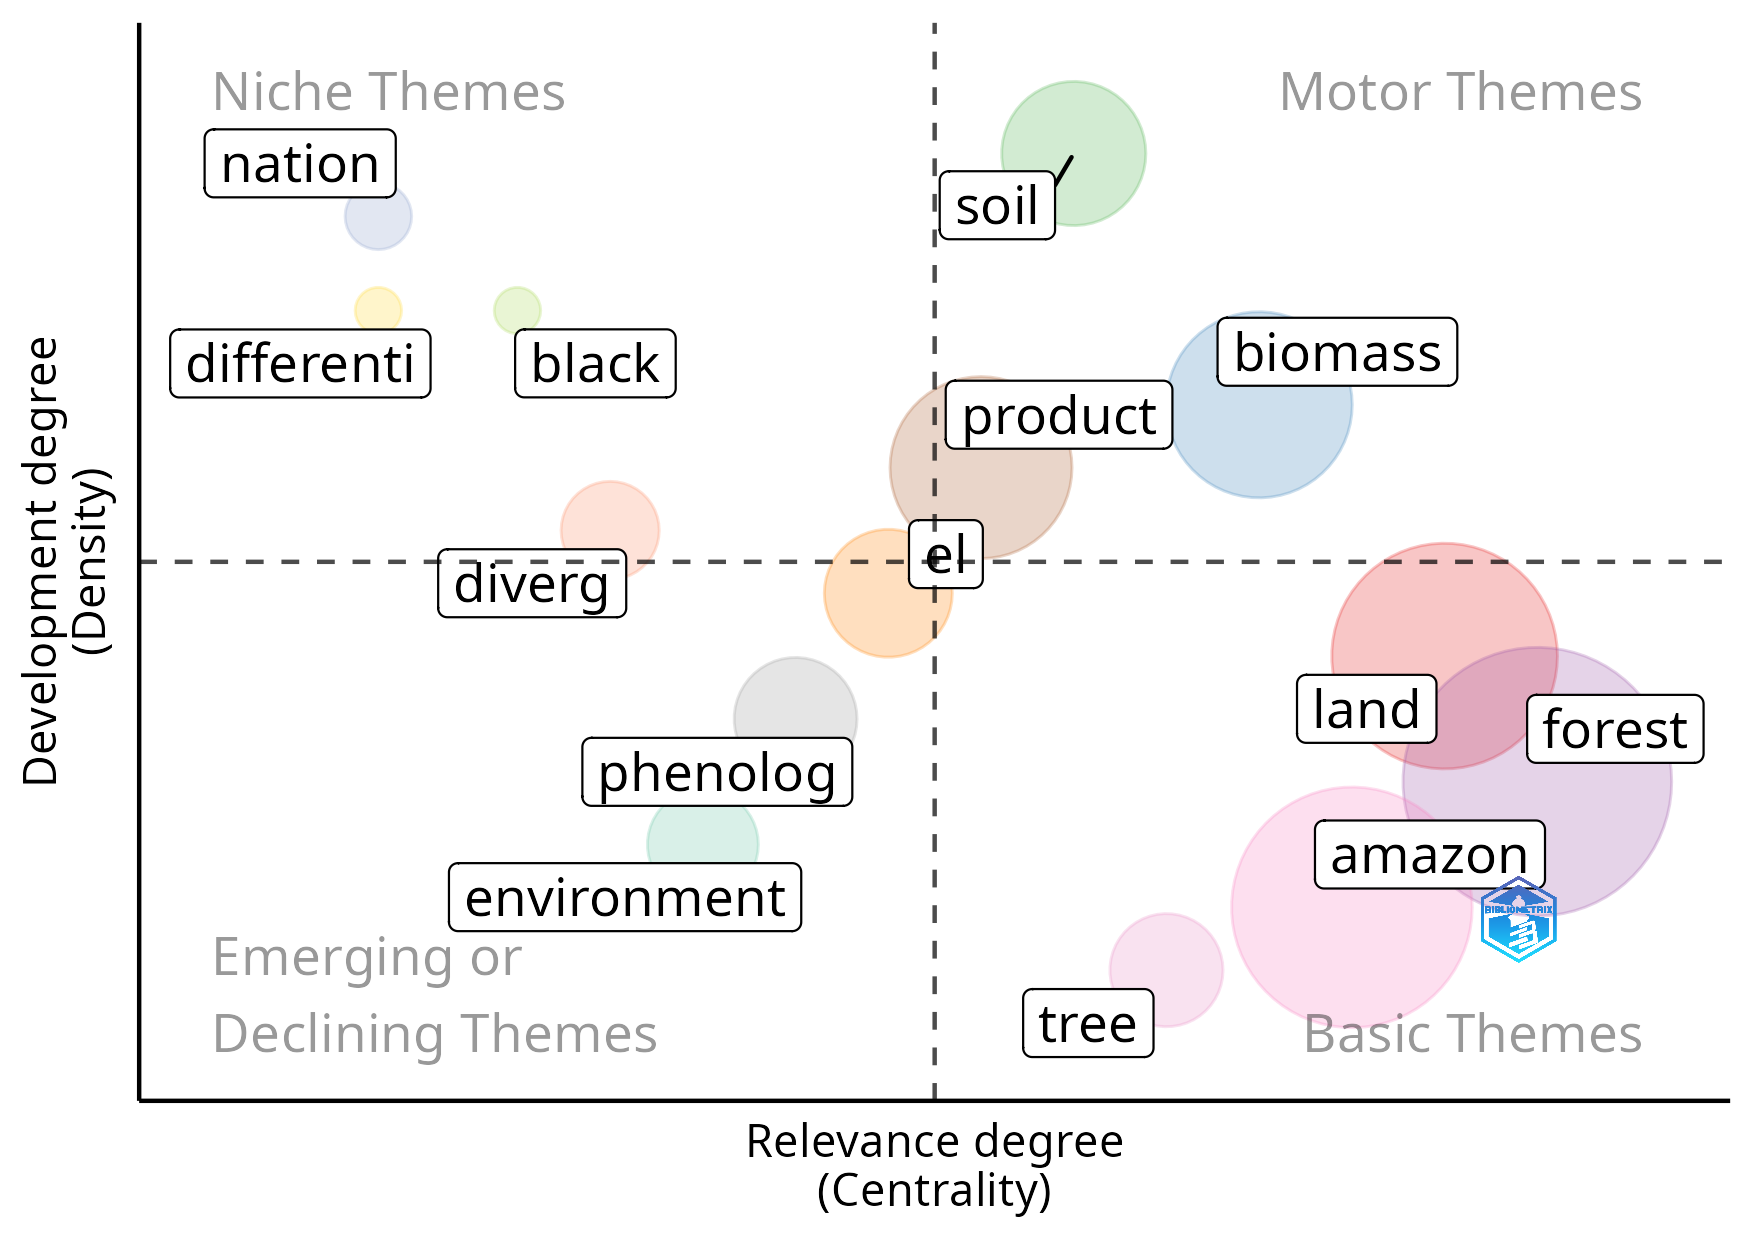 Niche Themes
Motor Themes
nation
soil
differenti
black
biomass
product
diverg
el
land
forest
phenolog
amazon
environment
BIBLIOMETRIX
tree
Emerging or
Declining Themes
Basic Themes
Development degree
(Density)
Relevance degree
(Centrality)